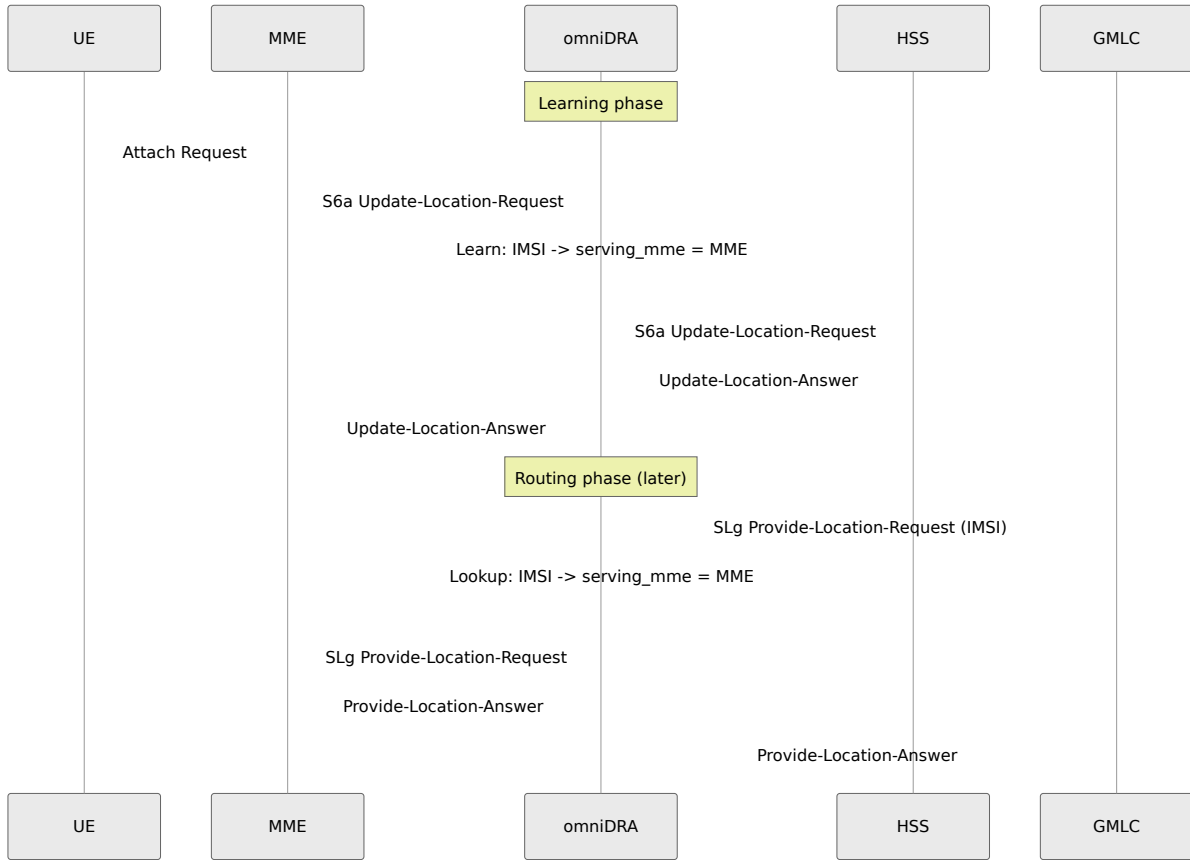 UE MME omniDRA HSS GMLC
Learning phase
Attach Request
S6a Update-Location-Request
Learn: IMSI -> serving_mme = MME
S6a Update-Location-Request
Update-Location-Answer
Update-Location-Answer
Routing phase (later)
SLg Provide-Location-Request (IMSI)
Lookup: IMSI -> serving_mme = MME
SLg Provide-Location-Request
Provide-Location-Answer
Provide-Location-Answer
UE MME omniDRA HSS GMLC